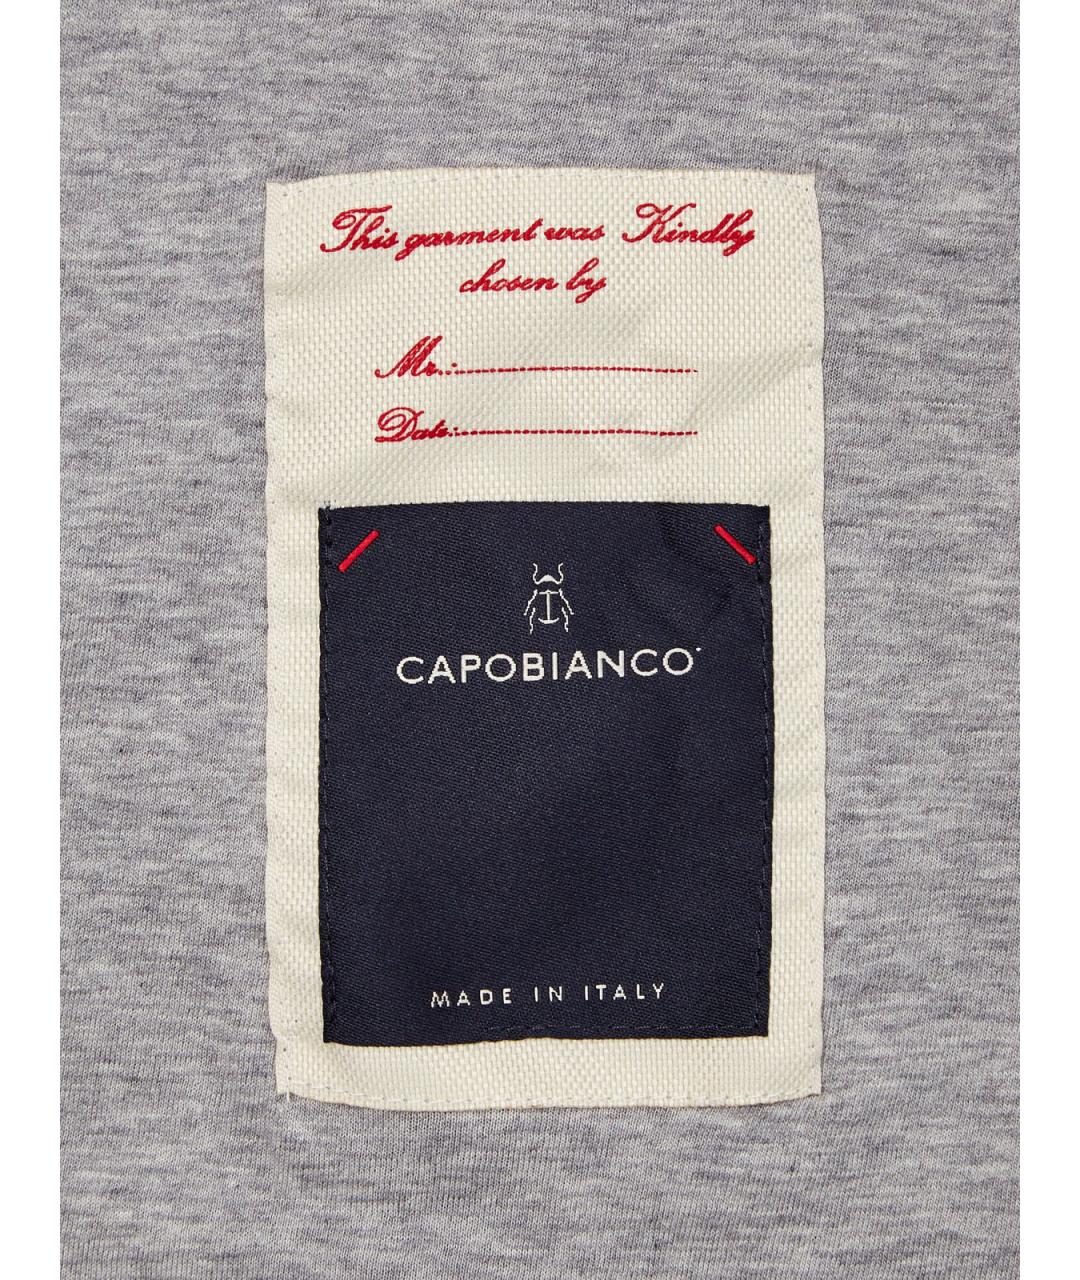 This garment was Kindly
chosen by
Mr.:
Date:
CAPOBIANCO
MADE IN ITALY